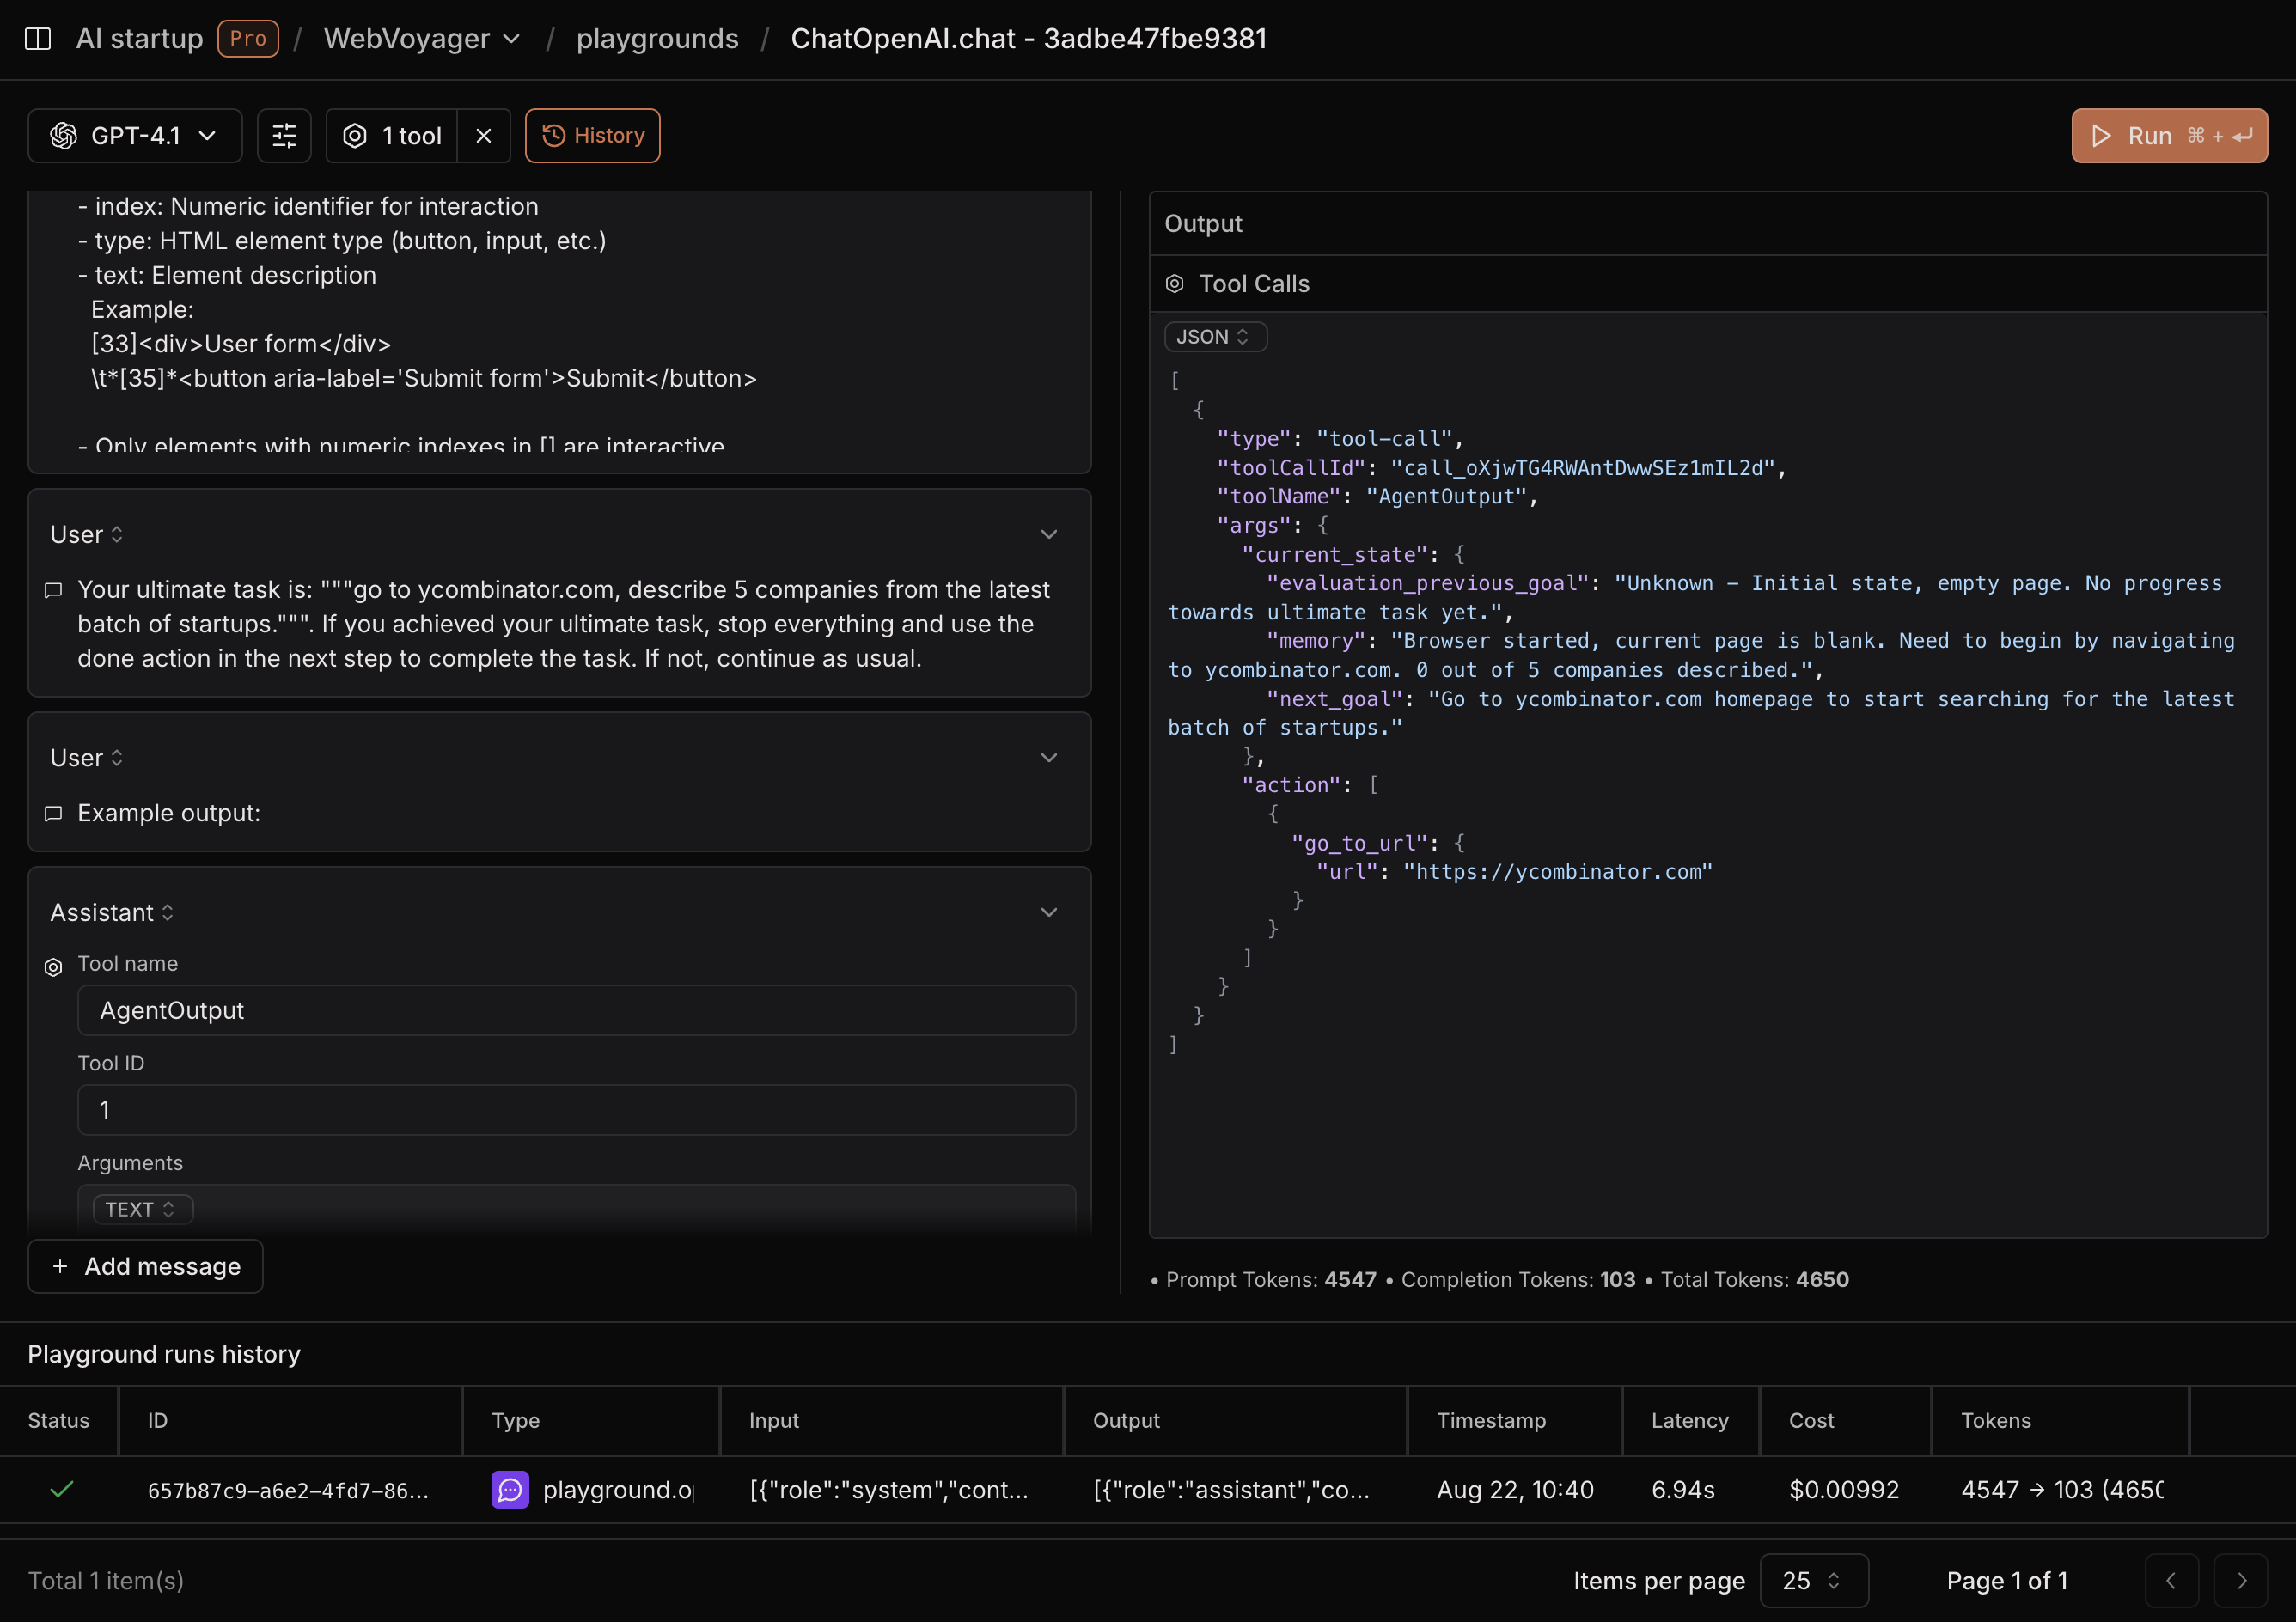 AI startup Pro / WebVoyager / playgrounds / ChatOpenAI.chat - 3adbe47fbe9381
GPT-4.1 1 tool History Run ⌘ + ↵
- index: Numeric identifier for interaction
- type: HTML element type (button, input, etc.)
- text: Element description
Example:
[33]<div>User form</div>
\t*[35]*<button aria-label='Submit form'>Submit</button>
- Only elements with numeric indexes in [] are interactive
User
Your ultimate task is: """go to ycombinator.com, describe 5 companies from the latest
batch of startups.""". If you achieved your ultimate task, stop everything and use the
done action in the next step to complete the task. If not, continue as usual.
User
Example output:
Assistant
Tool name
AgentOutput
Tool ID
1
Arguments
TEXT
+ Add message
Output
Tool Calls
JSON
[
{
"type": "tool-call",
"toolCallId": "call_oXjwTG4RWAntDwwSEz1mIL2d",
"toolName": "AgentOutput",
"args": {
"current_state": {
"evaluation_previous_goal": "Unknown - Initial state, empty page. No progress
towards ultimate task yet.",
"memory": "Browser started, current page is blank. Need to begin by navigating
to ycombinator.com. 0 out of 5 companies described.",
"next_goal": "Go to ycombinator.com homepage to start searching for the latest
batch of startups."
},
"action": [
{
"go_to_url": {
"url": "https://ycombinator.com"
}
}
]
}
}
]
• Prompt Tokens: 4547 • Completion Tokens: 103 • Total Tokens: 4650
Playground runs history
Status ID Type Input Output Timestamp Latency Cost Tokens
657b87c9-a6e2-4fd7-86... playground.o [{"role":"system","cont... [{"role":"assistant","co... Aug 22, 10:40 6.94s $0.00992 4547 → 103 (4650
Total 1 item(s) Items per page 25 Page 1 of 1